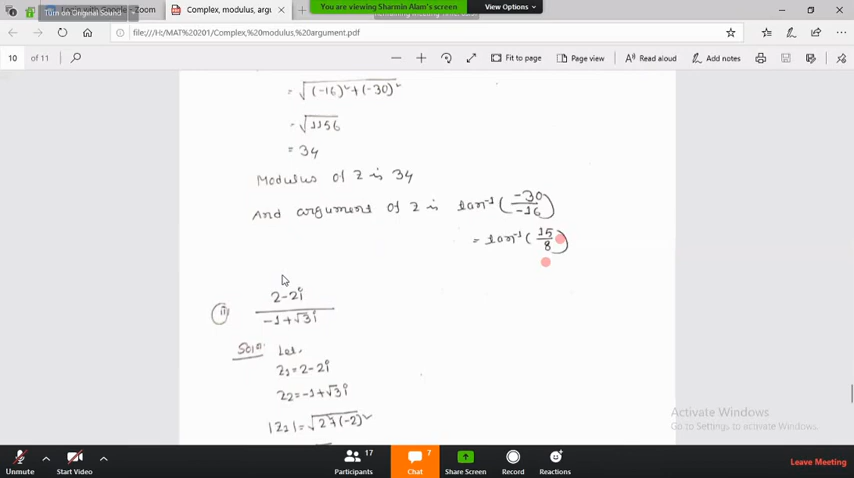 You are viewing Sharmin Alam's screen
View Options
Zoom
Complex, modulus, arg
Turn on Original Sound
file:///H:/MAT%20201/Complex,%20modulus,%20argument.pdf
10 of 11
Fit to page
Page view
Read aloud
Add notes
= √(-16)²+(-30)²
= √1156
= 34
Modulus of Z is 34
And argument of Z is tan⁻¹(-30/-16)
= tan⁻¹(15/8)
(ii) 2-2i / -1+√3i
Soln: Let,
Z1=2-2i
Z2=-1+√3i
|Z1|=√2²+(-2)²
Activate Windows
Go to Settings to activate Windows.
17
7
Unmute
Start Video
Participants
Chat
Share Screen
Record
Reactions
Leave Meeting